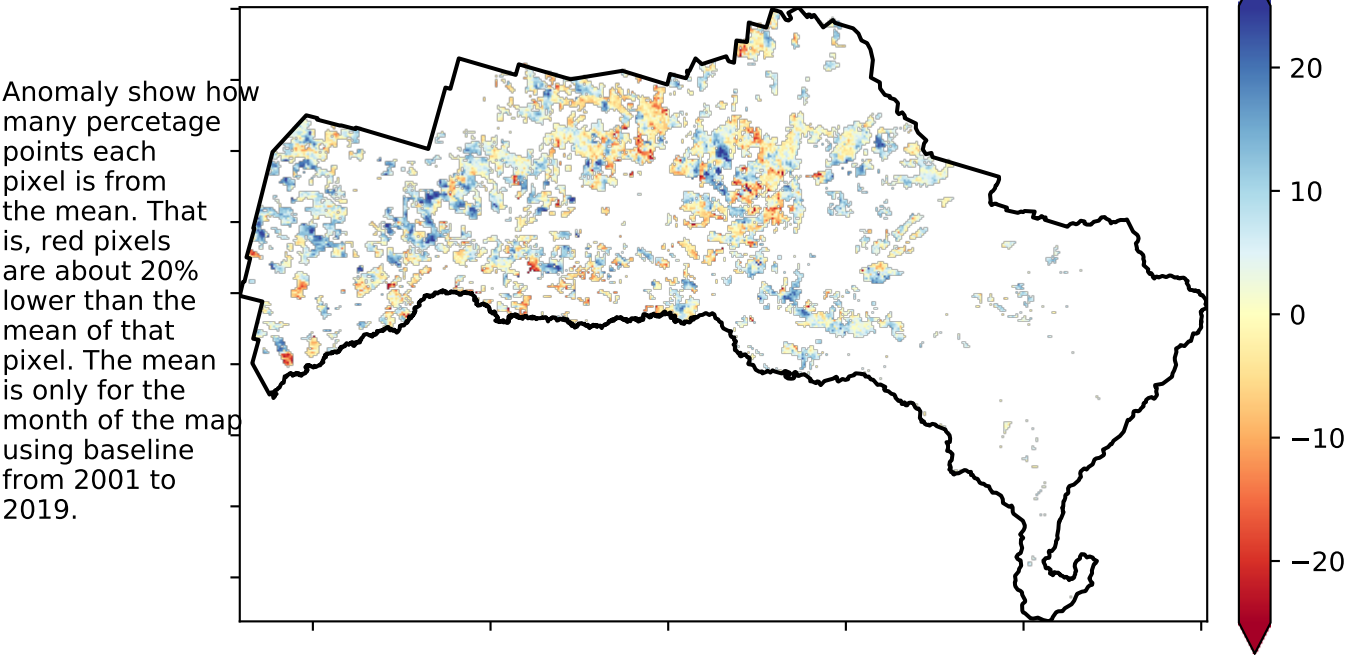 Anomaly show how
many percetage
points each
pixel is from
the mean. That
is, red pixels
are about 20%
lower than the
mean of that
pixel. The mean
is only for the
month of the map
using baseline
from 2001 to
2019.
20
10
0
−10
−20